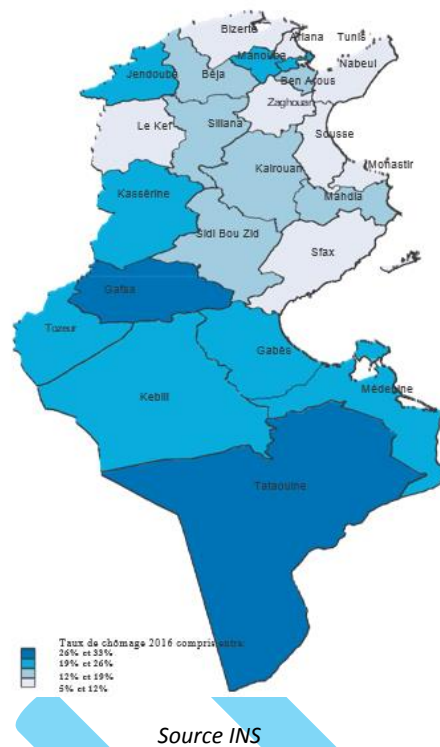 Bizerte
Ariana Tunis
Manouba
Nabeul
Jendouba
Béja
Ben Arous
Zaghouan
Le Kef
Siliana
Sousse
Monastir
Kairouan
Kassérine
Mahdia
Sidi Bou Zid
Sfax
Gafsa
Tozeur
Gabès
Médenine
Kebili
Tataouine
Taux de chômage 2016 compris entre:
26% et 33%
19% et 26%
12% et 19%
5% et 12%
Source INS